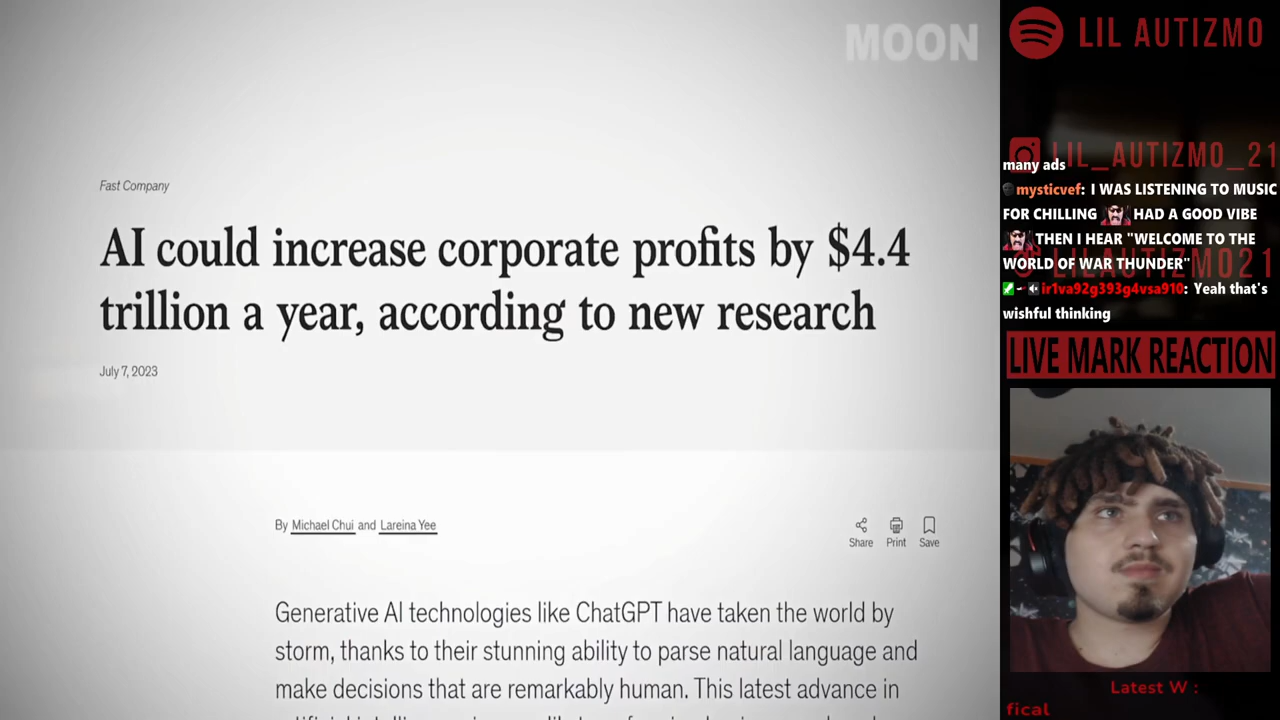 MOON
Fast Company
AI could increase corporate profits by $4.4
trillion a year, according to new research
July 7, 2023
By Michael Chui and Lareina Yee
Share Print Save
Generative AI technologies like ChatGPT have taken the world by
storm, thanks to their stunning ability to parse natural language and
make decisions that are remarkably human. This latest advance in
LIL AUTIZMO
LIL_AUTIZMO_21
many ads
mysticvef: I WAS LISTENING TO MUSIC
FOR CHILLING HAD A GOOD VIBE
THEN I HEAR "WELCOME TO THE
WORLD OF WAR THUNDER"
LILAUTIZMO21
ir1va92g393g4vsa910: Yeah that's
wishful thinking
LIVE MARK REACTION
Latest W :
fical